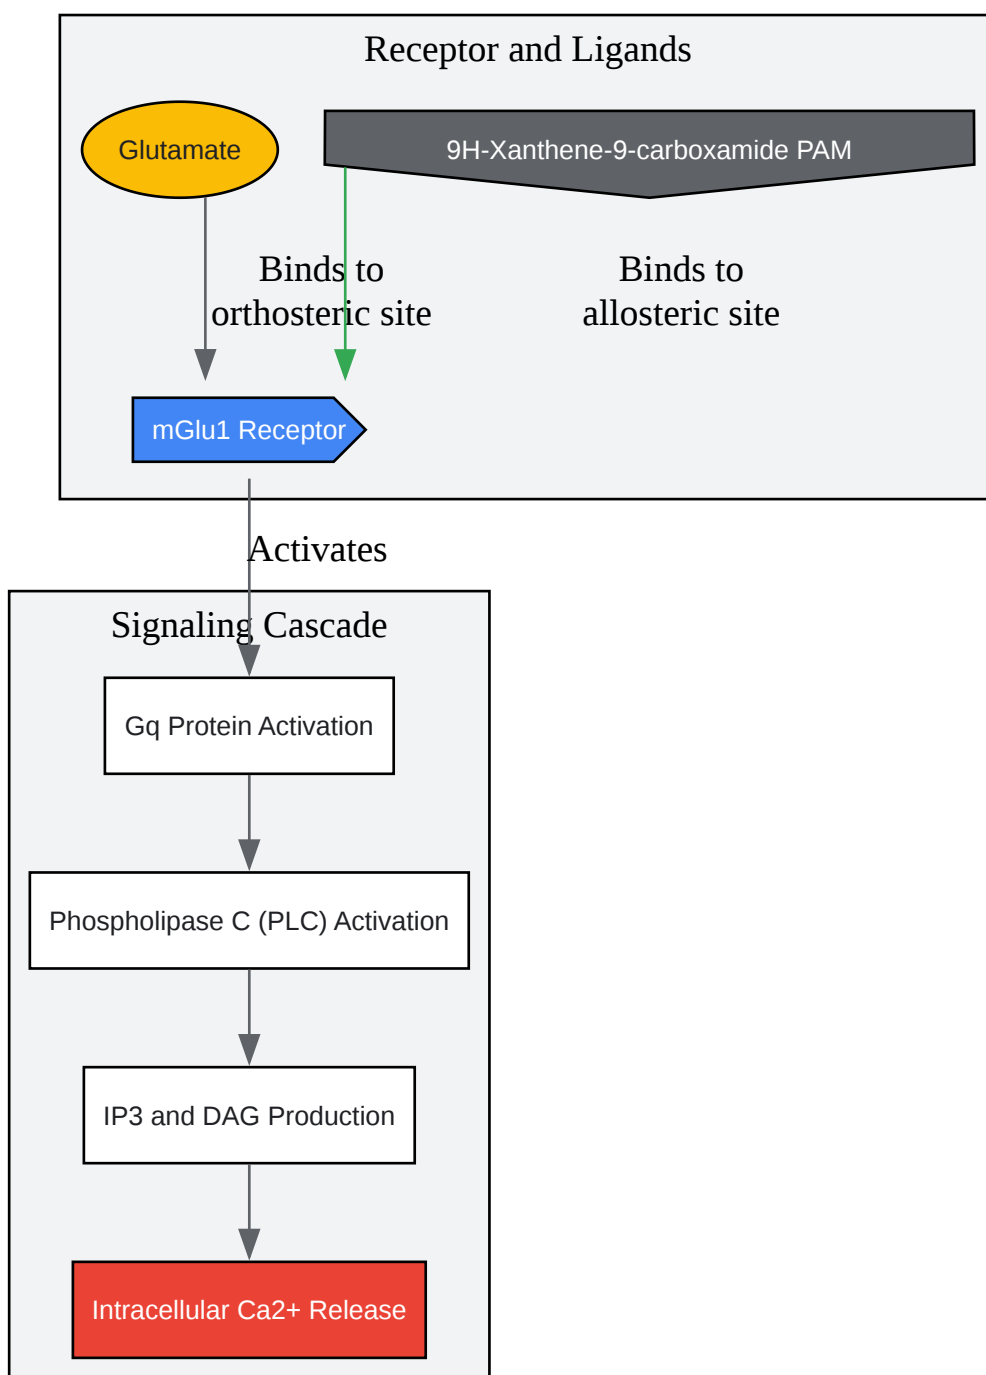 Receptor and Ligands
Glutamate
9H-Xanthene-9-carboxamide PAM
Binds to
orthosteric site
Binds to
allosteric site
mGlu1 Receptor
Activates
Signaling Cascade
Gq Protein Activation
Phospholipase C (PLC) Activation
IP3 and DAG Production
Intracellular Ca2+ Release